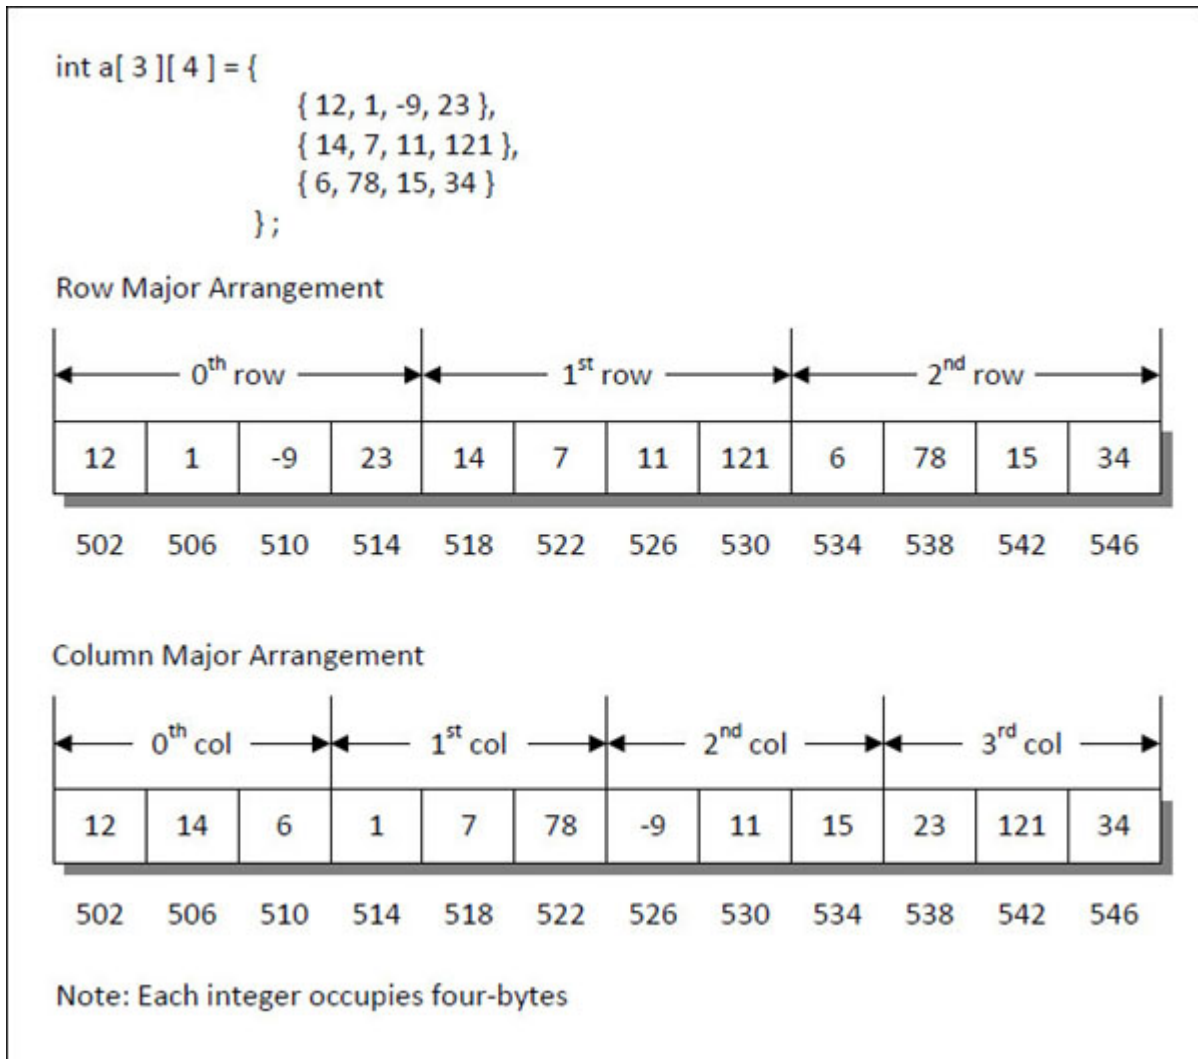 int a[ 3 ][ 4 ] = {
{ 12, 1, -9, 23 },
{ 14, 7, 11, 121 },
{ 6, 78, 15, 34 }
} ;
Row Major Arrangement
0th row 1st row 2nd row
12 1 -9 23 14 7 11 121 6 78 15 34
502 506 510 514 518 522 526 530 534 538 542 546
Column Major Arrangement
0th col 1st col 2nd col 3rd col
12 14 6 1 7 78 -9 11 15 23 121 34
502 506 510 514 518 522 526 530 534 538 542 546
Note: Each integer occupies four-bytes